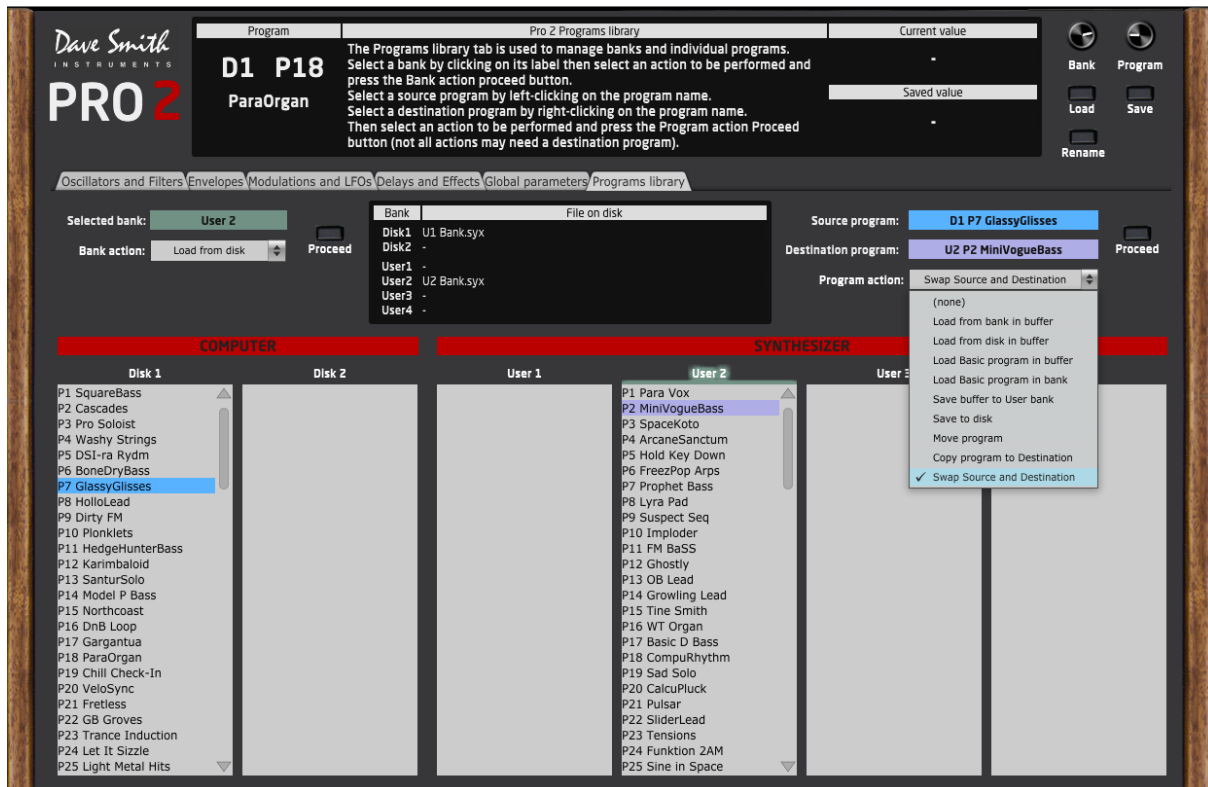 Dave Smith
INSTRUMENTS
PRO 2
Program
D1 P18
ParaOrgan
Pro 2 Programs library
The Programs library tab is used to manage banks and individual programs.
Select a bank by clicking on its label then select an action to be performed and
press the Bank action proceed button.
Select a source program by left-clicking on the program name.
Select a destination program by right-clicking on the program name.
Then select an action to be performed and press the Program action Proceed
button (not all actions may need a destination program).
Current value
-
Saved value
-
Bank Program
Load Save
Rename
Oscillators and Filters Envelopes Modulations and LFOs Delays and Effects Global parameters Programs library
Selected bank: User 2
Bank action: Load from disk
Proceed
Bank File on disk
Disk1 U1 Bank.syx
Disk2 -
User1 -
User2 U2 Bank.syx
User3 -
User4 -
Source program: D1 P7 GlassyGlisses
Destination program: U2 P2 MiniVogueBass
Proceed
Program action: Swap Source and Destination
(none)
Load from bank in buffer
Load from disk in buffer
Load Basic program in buffer
Load Basic program in bank
Save buffer to User bank
Save to disk
Move program
Copy program to Destination
✓ Swap Source and Destination
COMPUTER
SYNTHESIZER
Disk 1
Disk 2
User 1
User 2
User
P1 SquareBass
P2 Cascades
P3 Pro Soloist
P4 Washy Strings
P5 DSI-ra Rydm
P6 BoneDryBass
P7 GlassyGlisses
P8 HolloLead
P9 Dirty FM
P10 Plonklets
P11 HedgeHunterBass
P12 Karimbaloid
P13 SanturSolo
P14 Model P Bass
P15 Northcoast
P16 DnB Loop
P17 Gargantua
P18 ParaOrgan
P19 Chill Check-In
P20 VeloSync
P21 Fretless
P22 GB Groves
P23 Trance Induction
P24 Let It Sizzle
P25 Light Metal Hits
P1 Para Vox
P2 MiniVogueBass
P3 SpaceKoto
P4 ArcaneSanctum
P5 Hold Key Down
P6 FreezPop Arps
P7 Prophet Bass
P8 Lyra Pad
P9 Suspect Seq
P10 Imploder
P11 FM BaSS
P12 Ghostly
P13 OB Lead
P14 Growling Lead
P15 Tine Smith
P16 WT Organ
P17 Basic D Bass
P18 CompuRhythm
P19 Sad Solo
P20 CalcuPluck
P21 Pulsar
P22 SliderLead
P23 Tensions
P24 Funktion 2AM
P25 Sine in Space